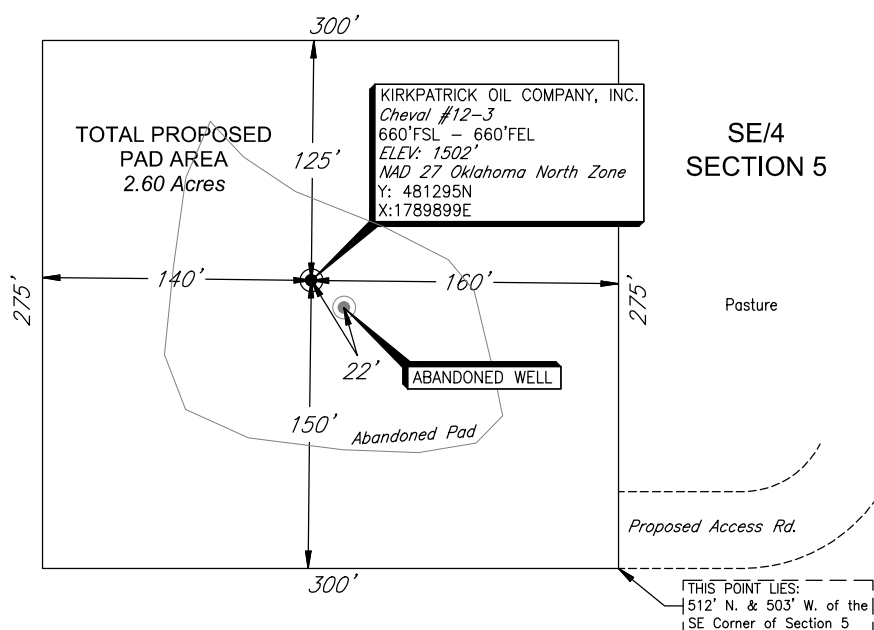 300'
TOTAL PROPOSED
PAD AREA
2.60 Acres
125'
KIRKPATRICK OIL COMPANY, INC.
Cheval #12-3
660'FSL - 660'FEL
ELEV: 1502'
NAD 27 Oklahoma North Zone
Y: 481295N
X:1789899E
SE/4
SECTION 5
275'
140'
160'
275'
Pasture
22'
ABANDONED WELL
150'
Abandoned Pad
Proposed Access Rd.
300'
THIS POINT LIES:
512' N. & 503' W. of the
SE Corner of Section 5